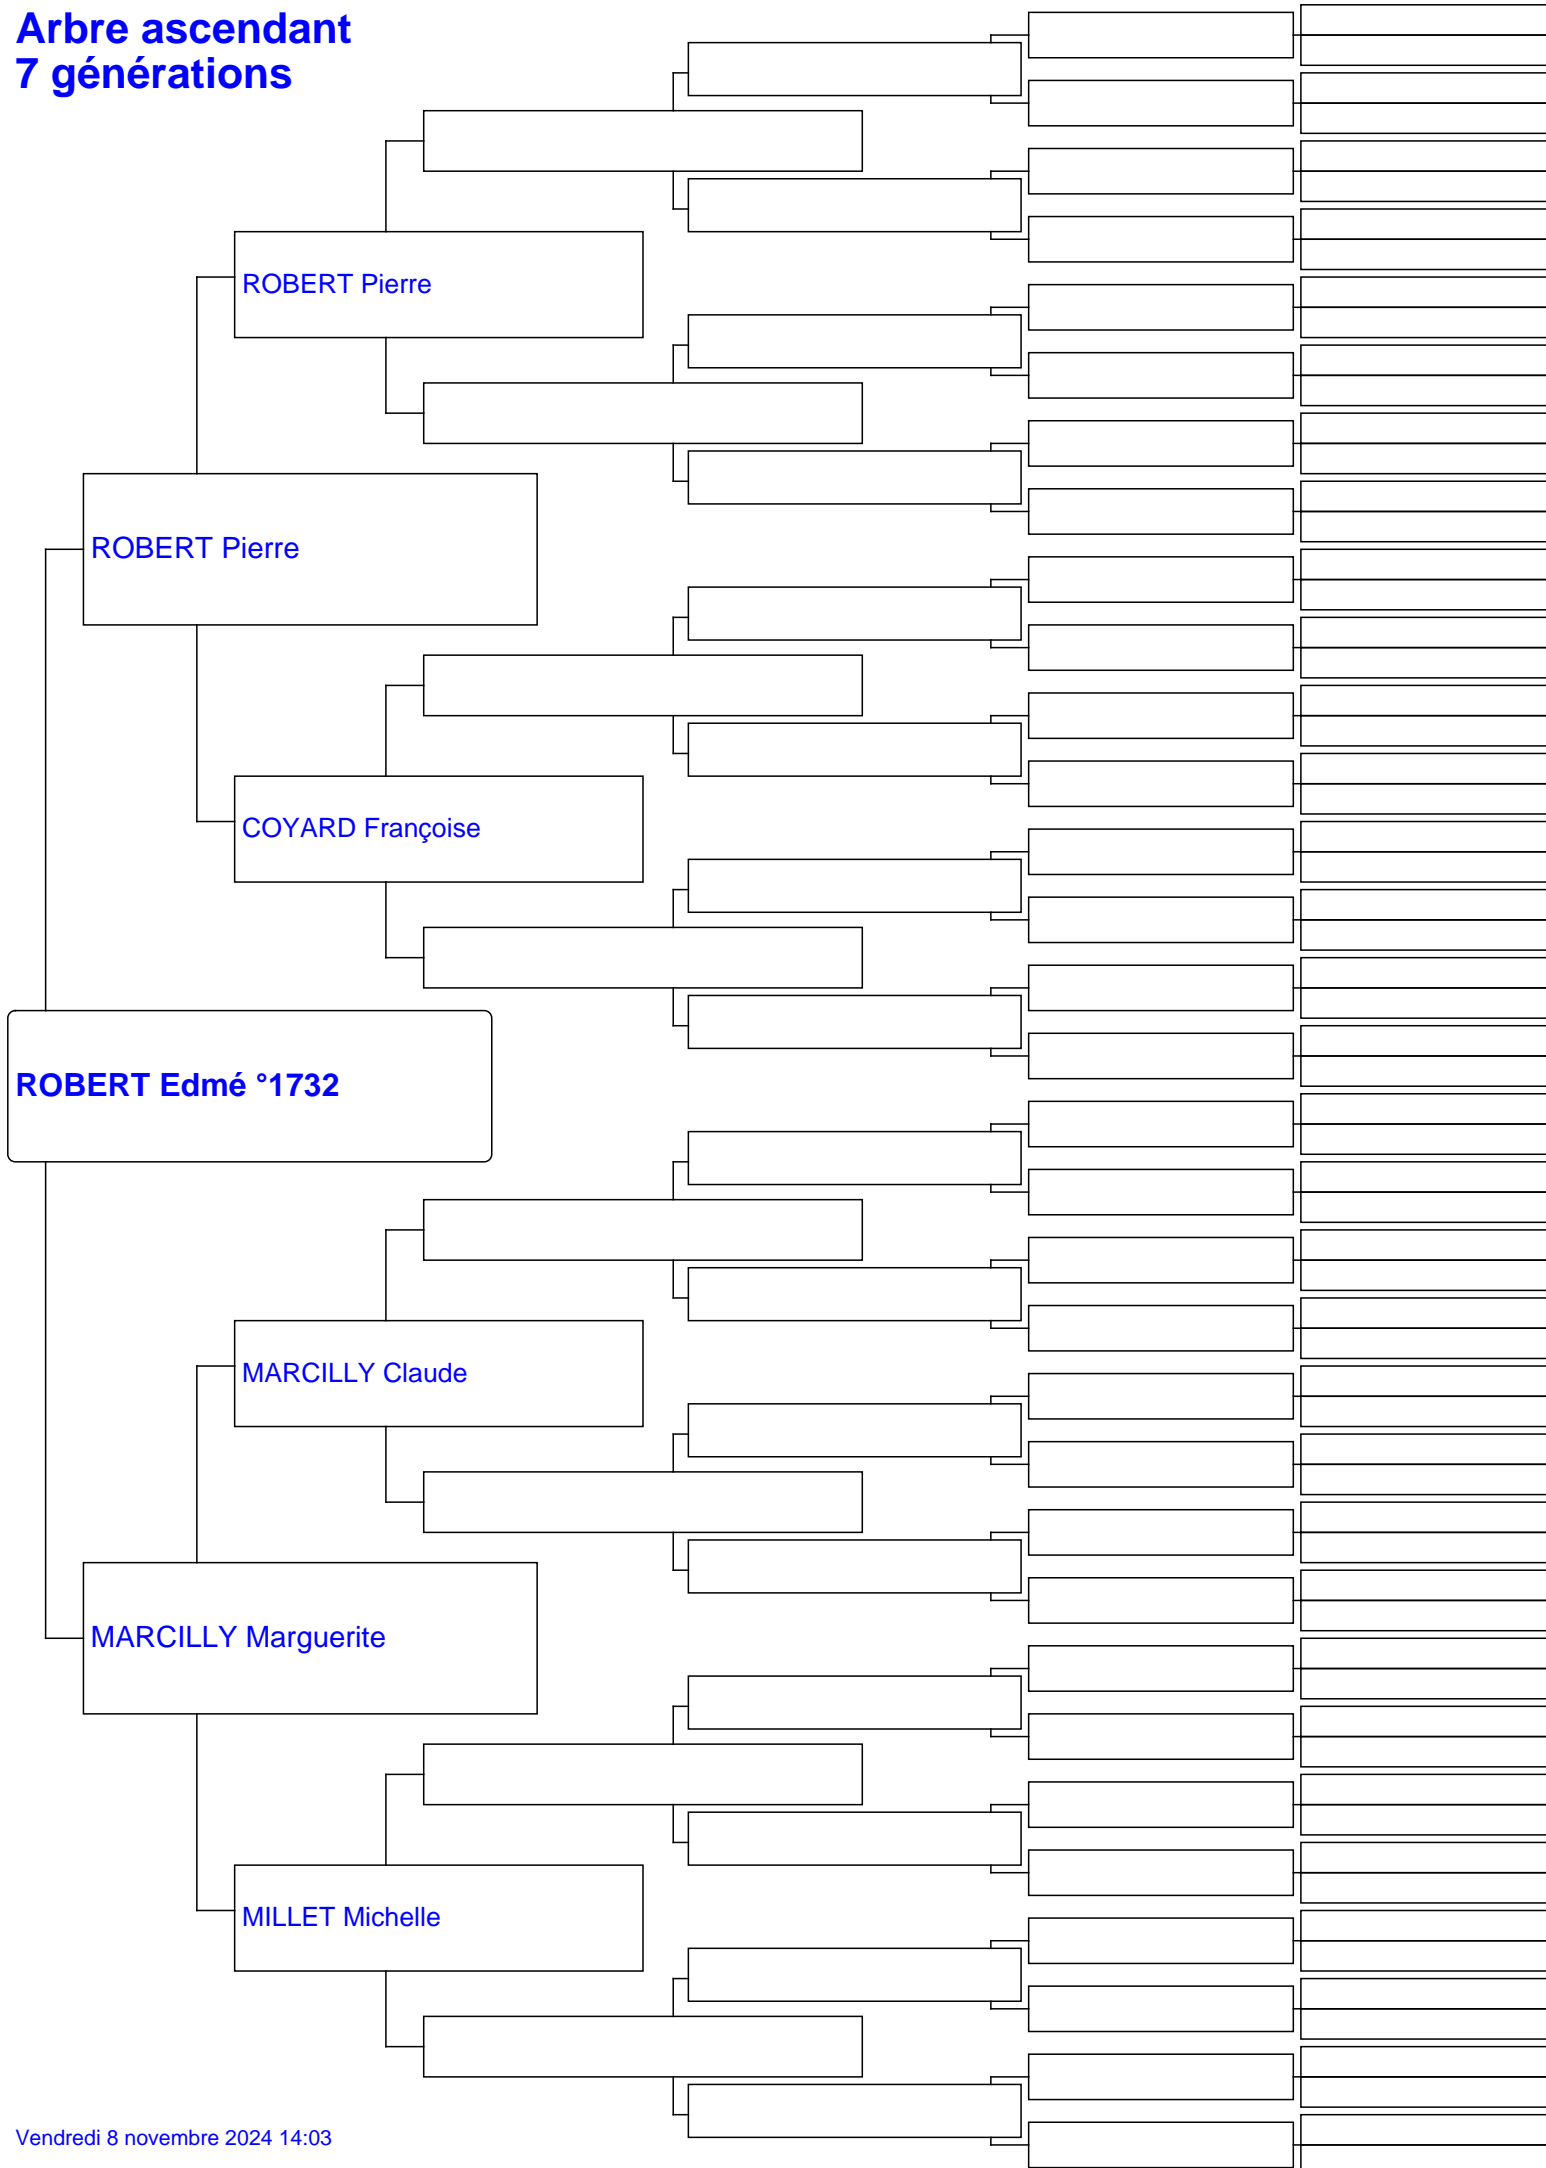 Arbre ascendant
7 générations
ROBERT Pierre
ROBERT Pierre
COYARD Françoise
ROBERT Edmé °1732
MARCILLY Claude
MARCILLY Marguerite
MILLET Michelle
Vendredi 8 novembre 2024 14:03